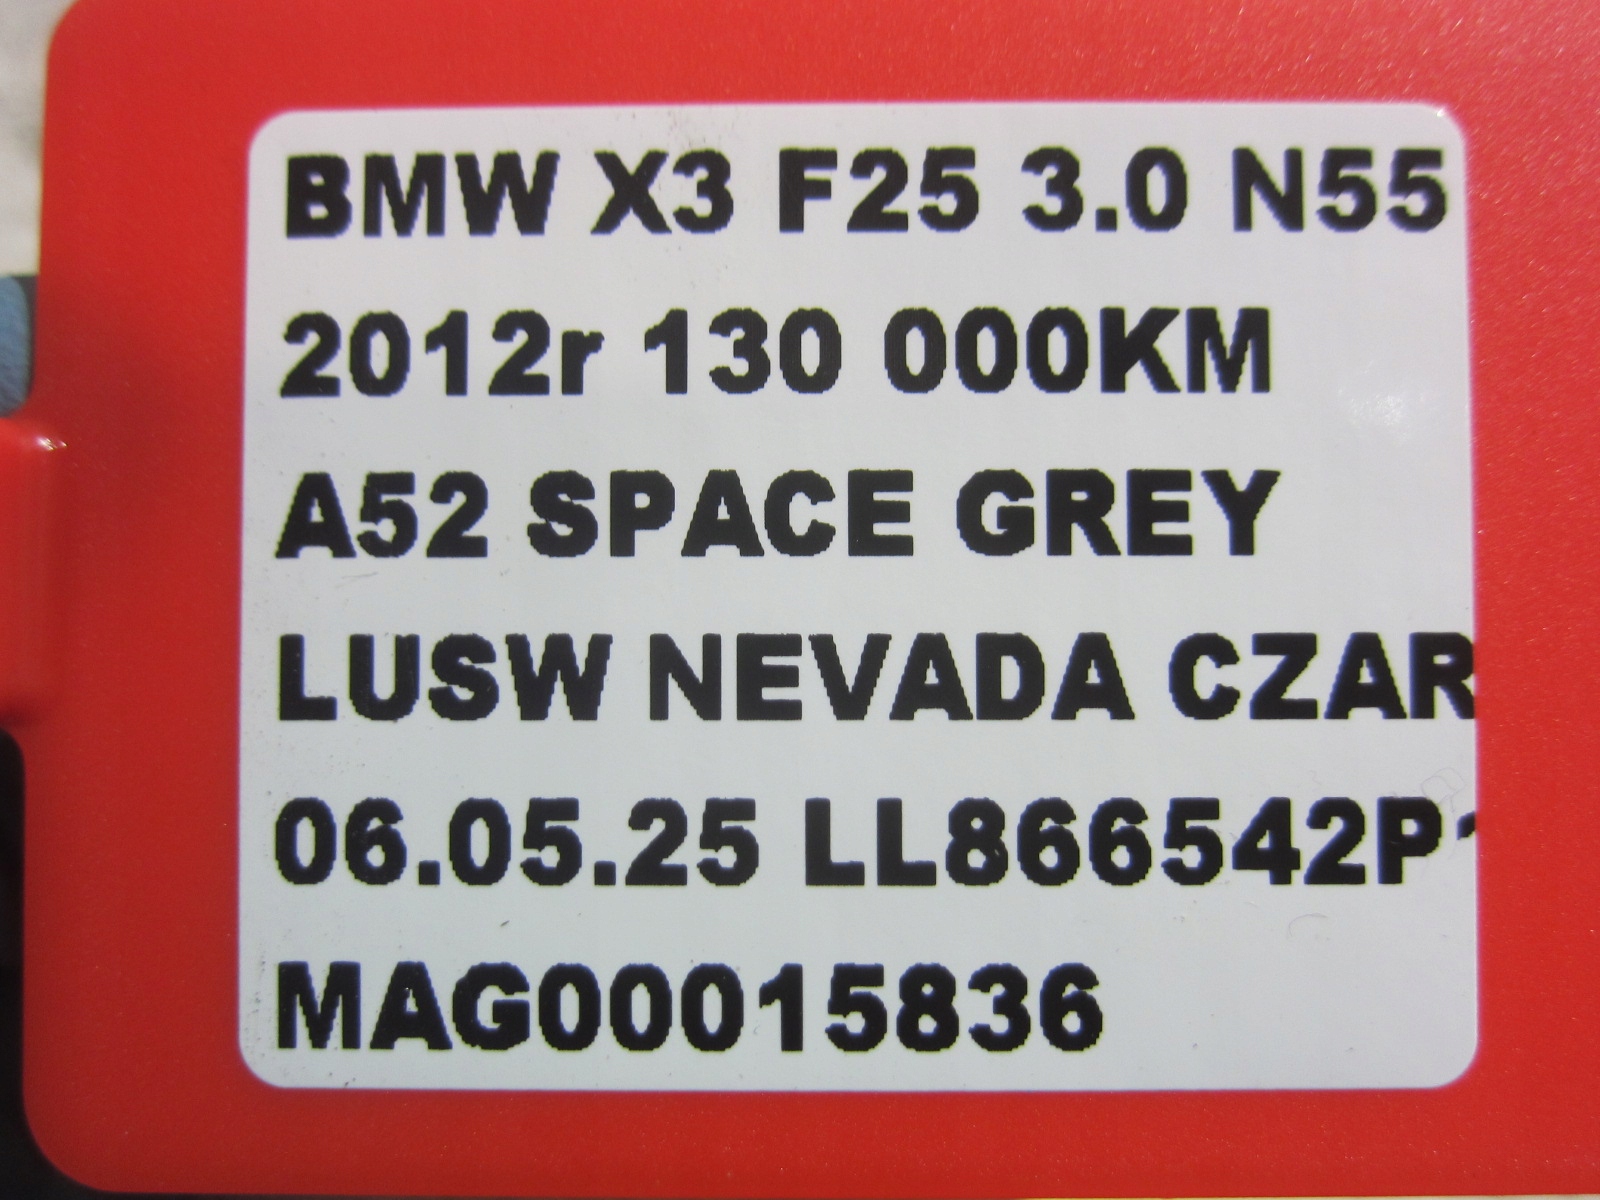 BMW X3 F25 3.0 N55
2012r 130 000KM
A52 SPACE GREY
LUSW NEVADA CZAR
06.05.25 LL866542P
MAG00015836